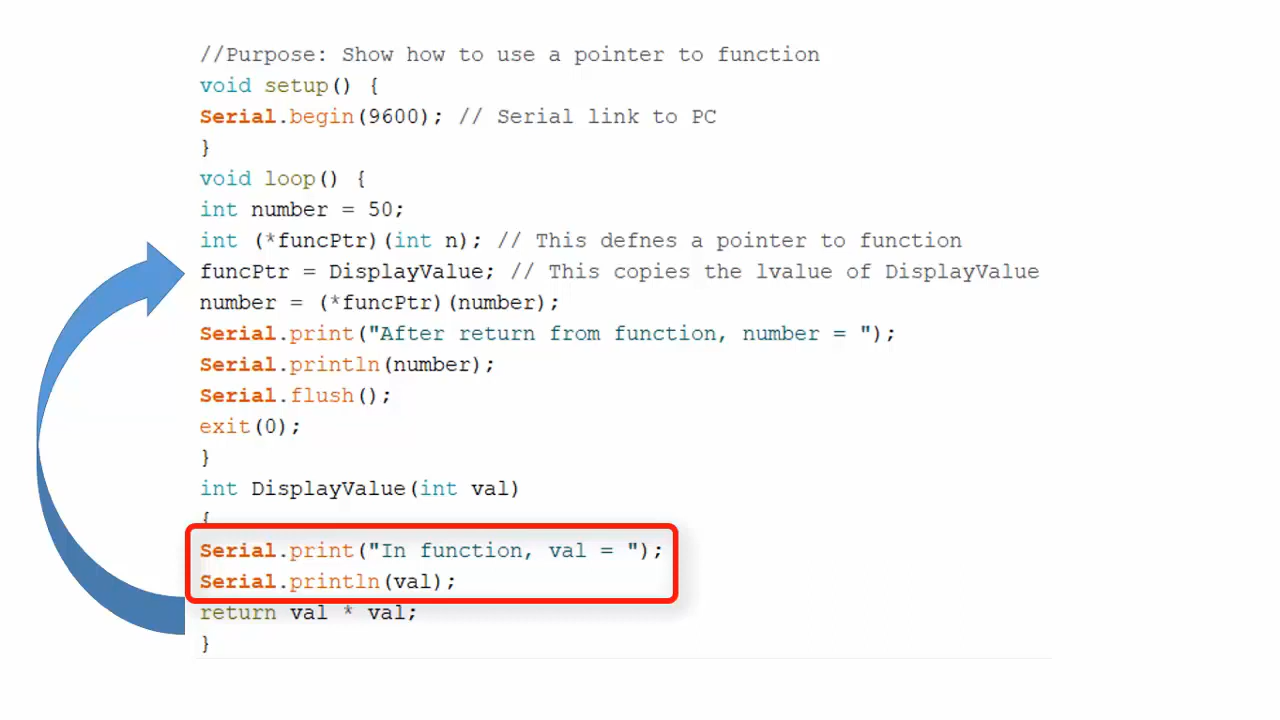 //Purpose: Show how to use a pointer to function
void setup() {
Serial.begin(9600); // Serial link to PC
}
void loop() {
int number = 50;
int (*funcPtr)(int n); // This defnes a pointer to function
funcPtr = DisplayValue; // This copies the lvalue of DisplayValue
number = (*funcPtr)(number);
Serial.print("After return from function, number = ");
Serial.println(number);
Serial.flush();
exit(0);
}
int DisplayValue(int val)
{
Serial.print("In function, val = ");
Serial.println(val);
return val * val;
}